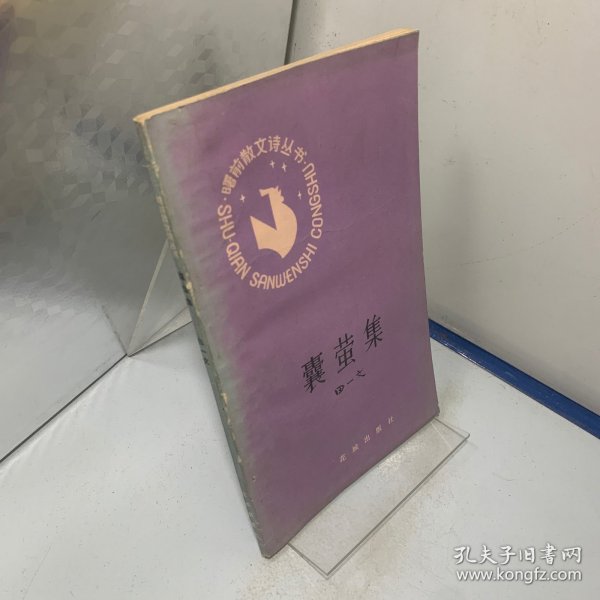 ·曙前散文诗丛书·
SHU-QIAN SANWENSHI CONGSHU
囊萤集
田一文
花城出版社
孔夫子旧书网
www.kongfz.com